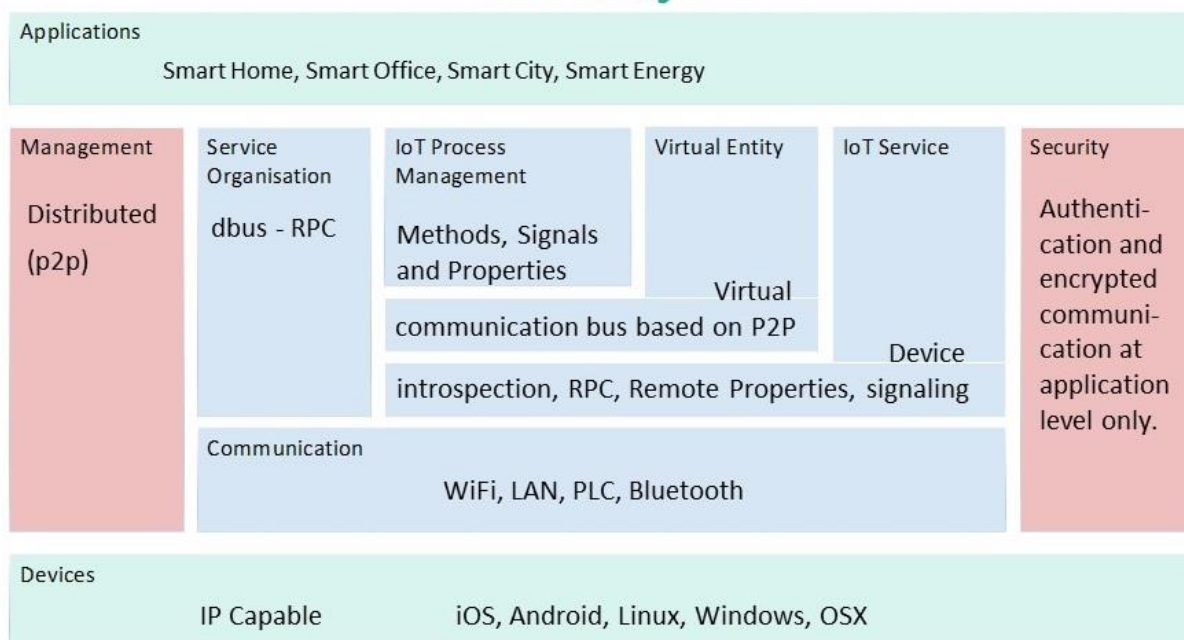 Applications
Smart Home, Smart Office, Smart City, Smart Energy
Management
Distributed
(p2p)
Service
Organisation
dbus - RPC
IoT Process
Management
Methods, Signals
and Properties
Virtual Entity
Virtual
communication bus based on P2P
IoT Service
Device
introspection, RPC, Remote Properties, signaling
Security
Authenti-
cation and
encrypted
communi-
cation at
application
level only.
Communication
WiFi, LAN, PLC, Bluetooth
Devices
IP Capable
iOS, Android, Linux, Windows, OSX